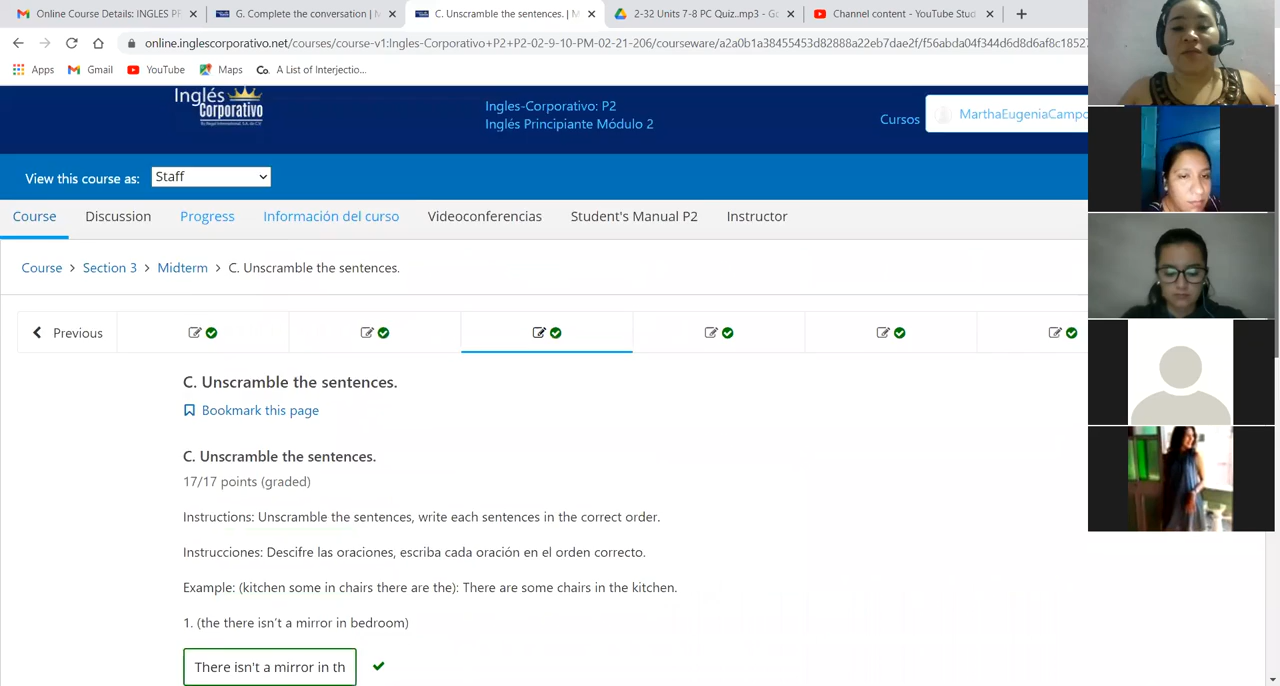 Online Course Details: INGLES PF
G. Complete the conversation | M
C. Unscramble the sentences. | M
2-32 Units 7-8 PC Quiz..mp3 - Go
Channel content - YouTube Stud
online.inglescorporativo.net/courses/course-v1:Ingles-Corporativo+P2+P2-02-9-10-PM-02-21-206/courseware/a2a0b1a38455453d82888a22eb7dae2f/f56abda04f344d6d8d6af8c18527
Apps
Gmail
YouTube
Maps
Co. A List of Interjectio...
Inglés
Corporativo
Ingles-Corporativo: P2
Inglés Principiante Módulo 2
Cursos
MarthaEugeniaCampo
View this course as:
Staff
Course
Discussion
Progress
Información del curso
Videoconferencias
Student's Manual P2
Instructor
Course > Section 3 > Midterm > C. Unscramble the sentences.
Previous
C. Unscramble the sentences.
Bookmark this page
C. Unscramble the sentences.
17/17 points (graded)
Instructions: Unscramble the sentences, write each sentences in the correct order.
Instrucciones: Descifre las oraciones, escriba cada oración en el orden correcto.
Example: (kitchen some in chairs there are the): There are some chairs in the kitchen.
1. (the there isn’t a mirror in bedroom)
There isn't a mirror in th